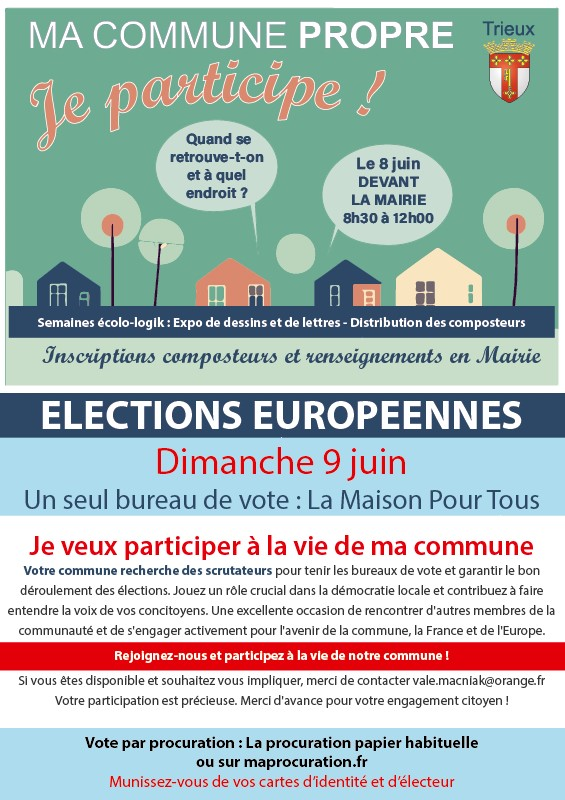 MA COMMUNE PROPRE
Trieux
Je participe !
Quand se
retrouve-t-on
et à quel
endroit ?
Le 8 juin
DEVANT
LA MAIRIE
8h30 à 12h00
Semaines écolo-logik : Expo de dessins et de lettres - Distribution des composteurs
Inscriptions composteurs et renseignements en Mairie
ELECTIONS EUROPEENNES
Dimanche 9 juin
Un seul bureau de vote : La Maison Pour Tous
Je veux participer à la vie de ma commune
Votre commune recherche des scrutateurs pour tenir les bureaux de vote et garantir le bon
déroulement des élections. Jouez un rôle crucial dans la démocratie locale et contribuez à faire
entendre la voix de vos concitoyens. Une excellente occasion de rencontrer d'autres membres de la
communauté et de s'engager activement pour l'avenir de la commune, la France et de l'Europe.
Rejoignez-nous et participez à la vie de notre commune !
Si vous êtes disponible et souhaitez vous impliquer, merci de contacter vale.macniak@orange.fr
Votre participation est précieuse. Merci d'avance pour votre engagement citoyen !
Vote par procuration : La procuration papier habituelle
ou sur maprocuration.fr
Munissez-vous de vos cartes d'identité et d'électeur